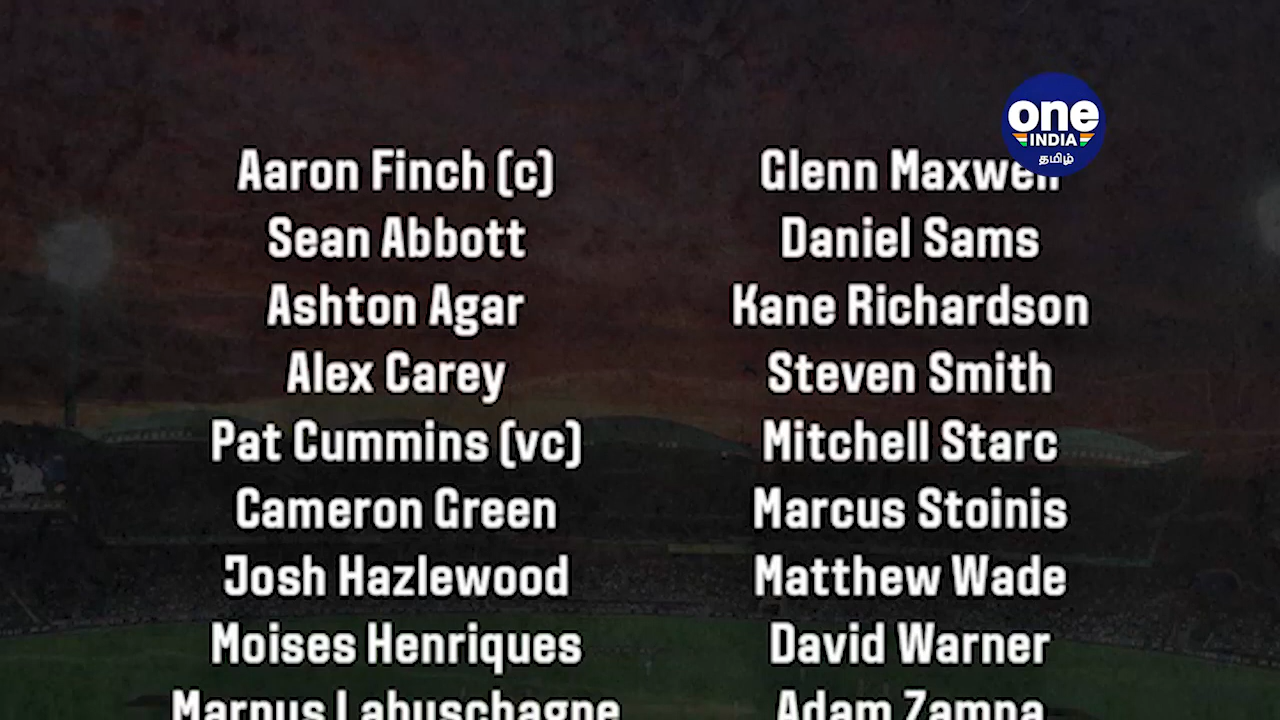 one
INDIA
தமிழ்
Aaron Finch (c)
Sean Abbott
Ashton Agar
Alex Carey
Pat Cummins (vc)
Cameron Green
Josh Hazlewood
Moises Henriques
Marnus Labuschagne
Glenn Maxwell
Daniel Sams
Kane Richardson
Steven Smith
Mitchell Starc
Marcus Stoinis
Matthew Wade
David Warner
Adam Zampa